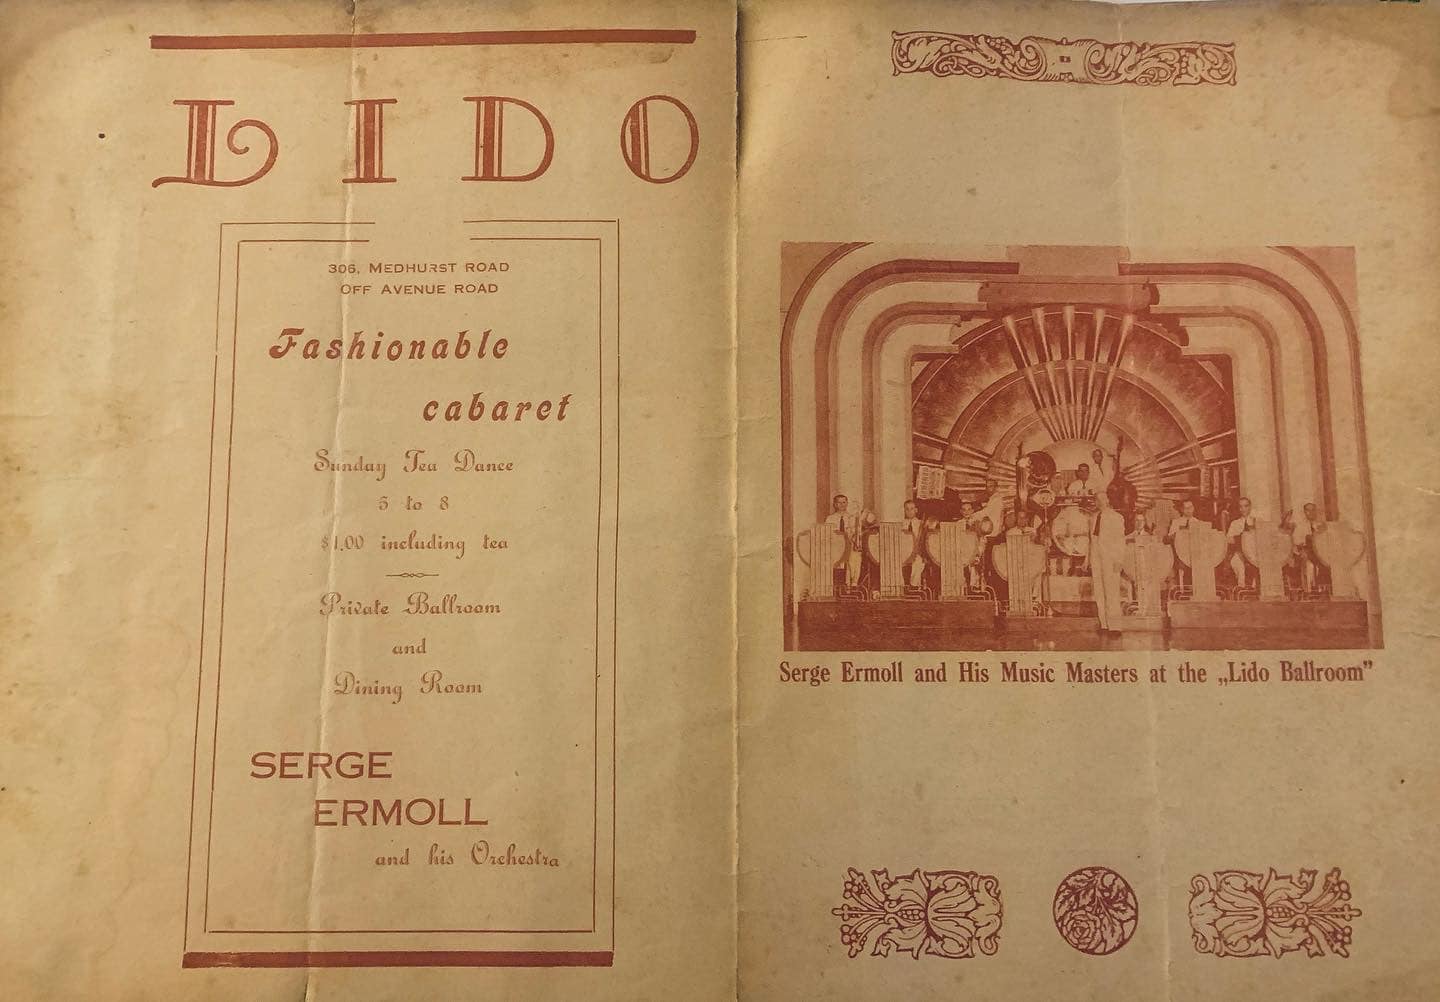 LIDO
306, MEDHURST ROAD
OFF AVENUE ROAD
Fashionable
cabaret
Sunday Tea Dance
5 to 8
$1.00 including tea
Private Ballroom
and
Dining Room
SERGE
ERMOLL
and his Orchestra
Serge Ermoll and His Music Masters at the „Lido Ballroom”